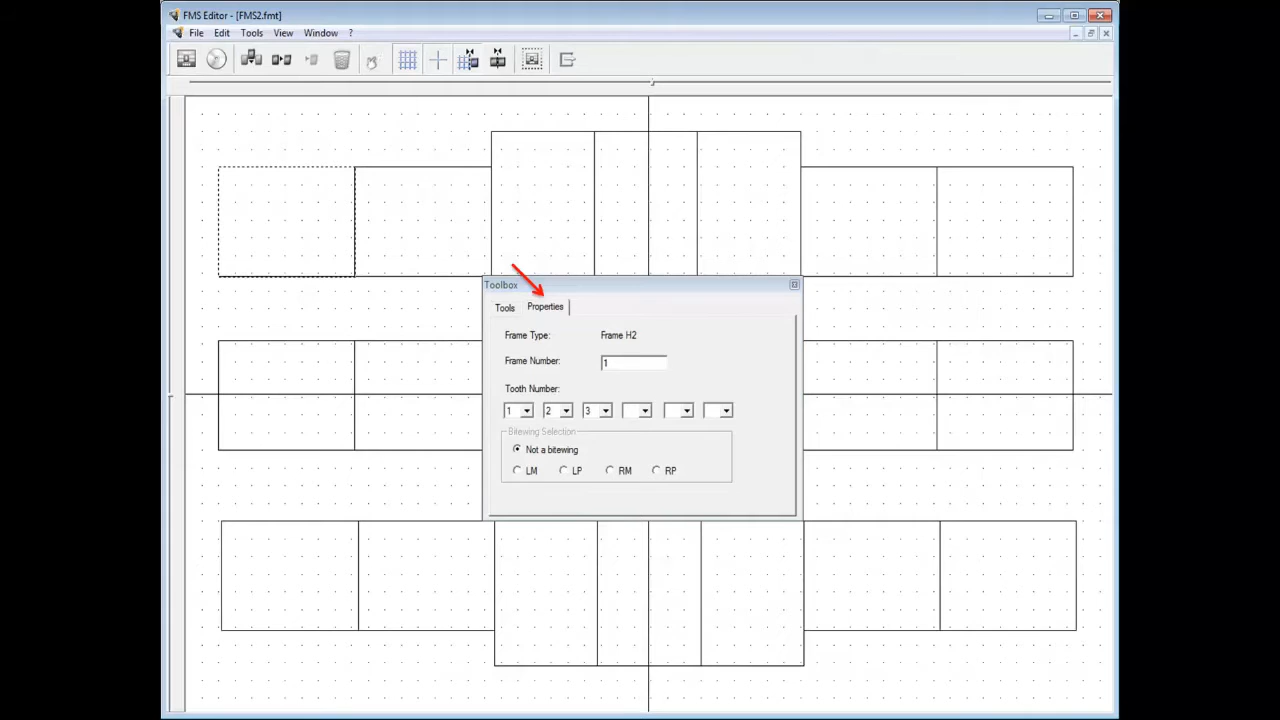 FMS Editor - [FMS2.fmt]
File Edit Tools View Window ?
Toolbox
Tools Properties
Frame Type: Frame H2
Frame Number: 1
Tooth Number:
1 2 3
Bitewing Selection
Not a bitewing
LM LP RM RP